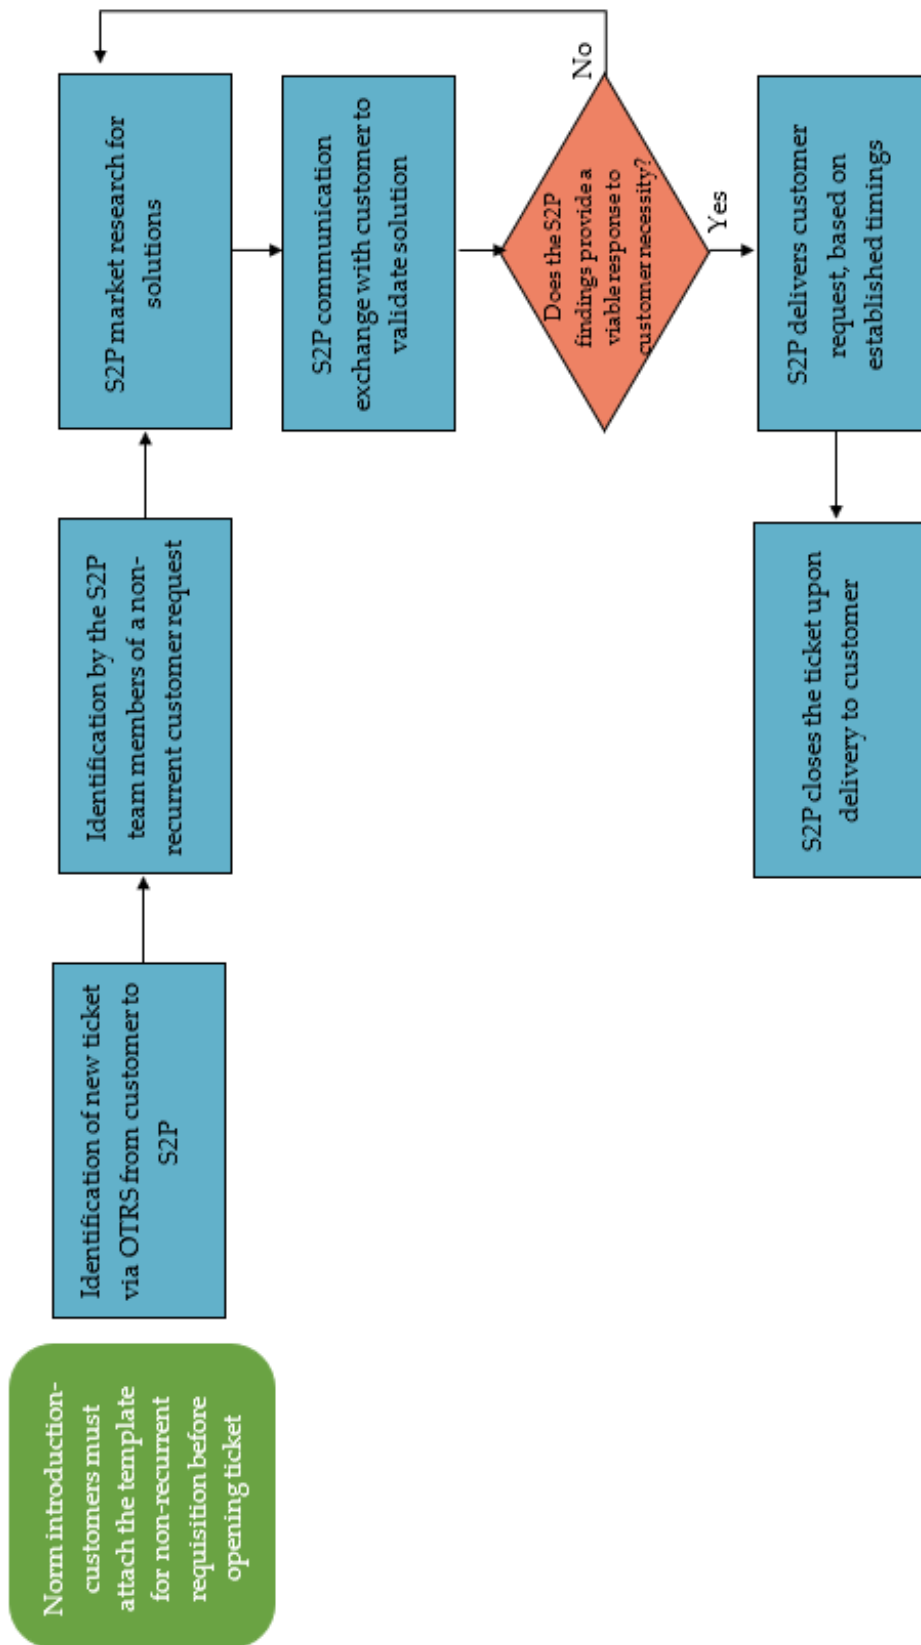 Norm introduction-
customers must
attach the template
for non-recurrent
requisition before
opening ticket
Identification of new ticket
via OTRS from customer to
S2P
Identification by the S2P
team members of a non-
recurrent customer request
S2P market research for
solutions
S2P communication
exchange with customer to
validate solution
Does the S2P
findings provide a
viable response to
customer necessity?
No
Yes
S2P delivers customer
request, based on
established timings
S2P closes the ticket upon
delivery to customer